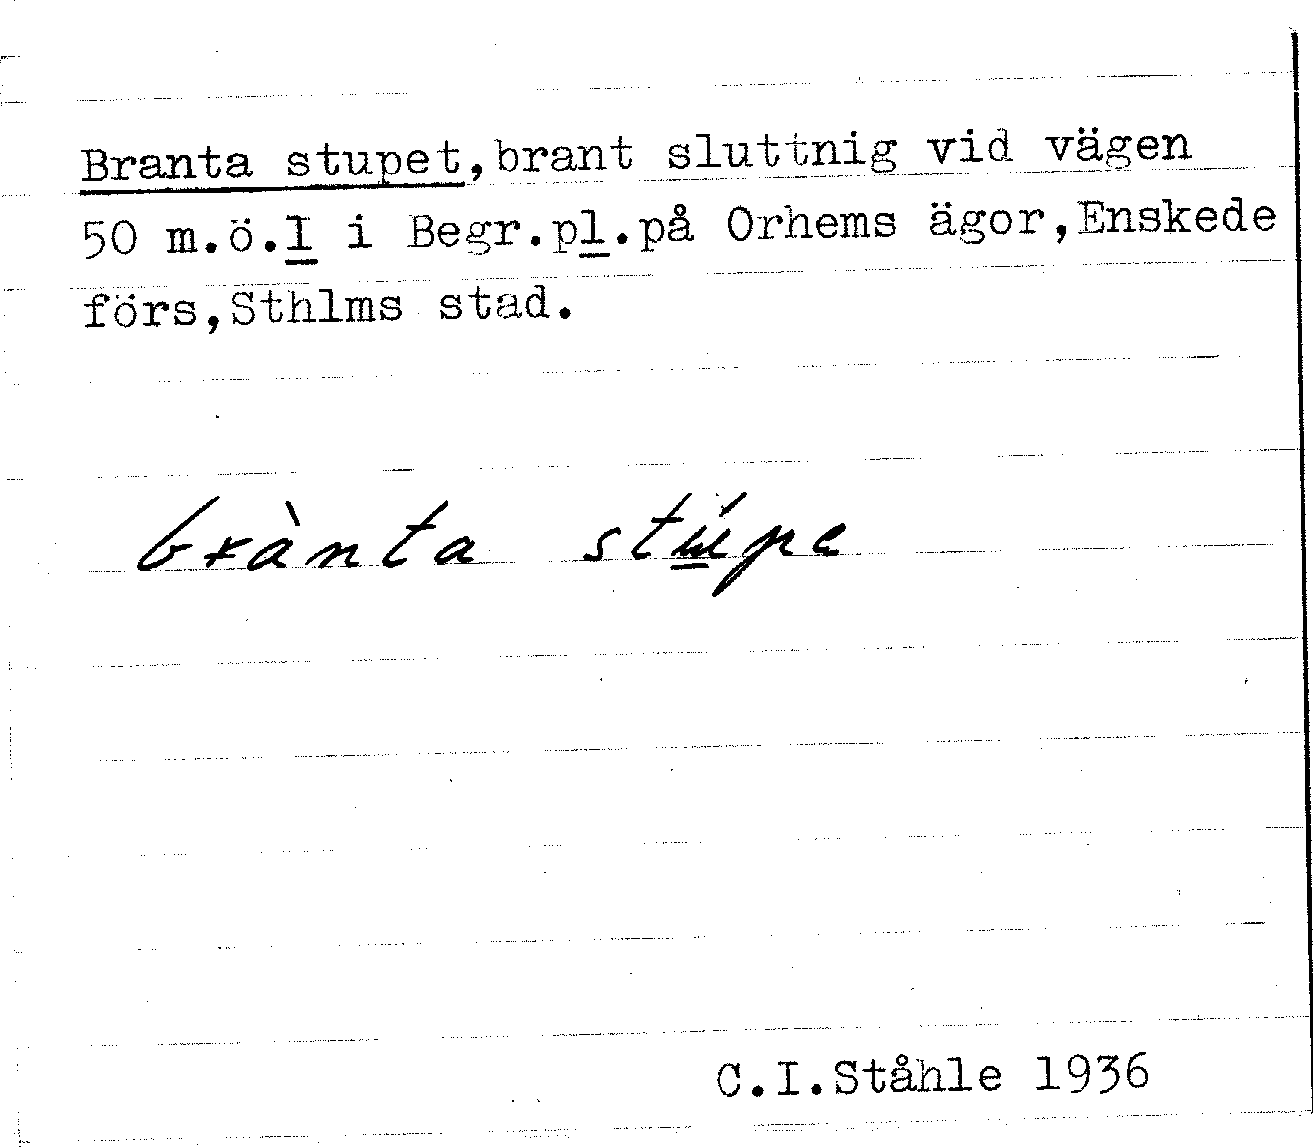 Branta stupet,brant sluttnig vid vägen
50 m.ö.l i Begr.pl.på Orhems ägor,Enskede
förs,Sthlms stad.
brànta stúpe
C.I.Ståhle 1936